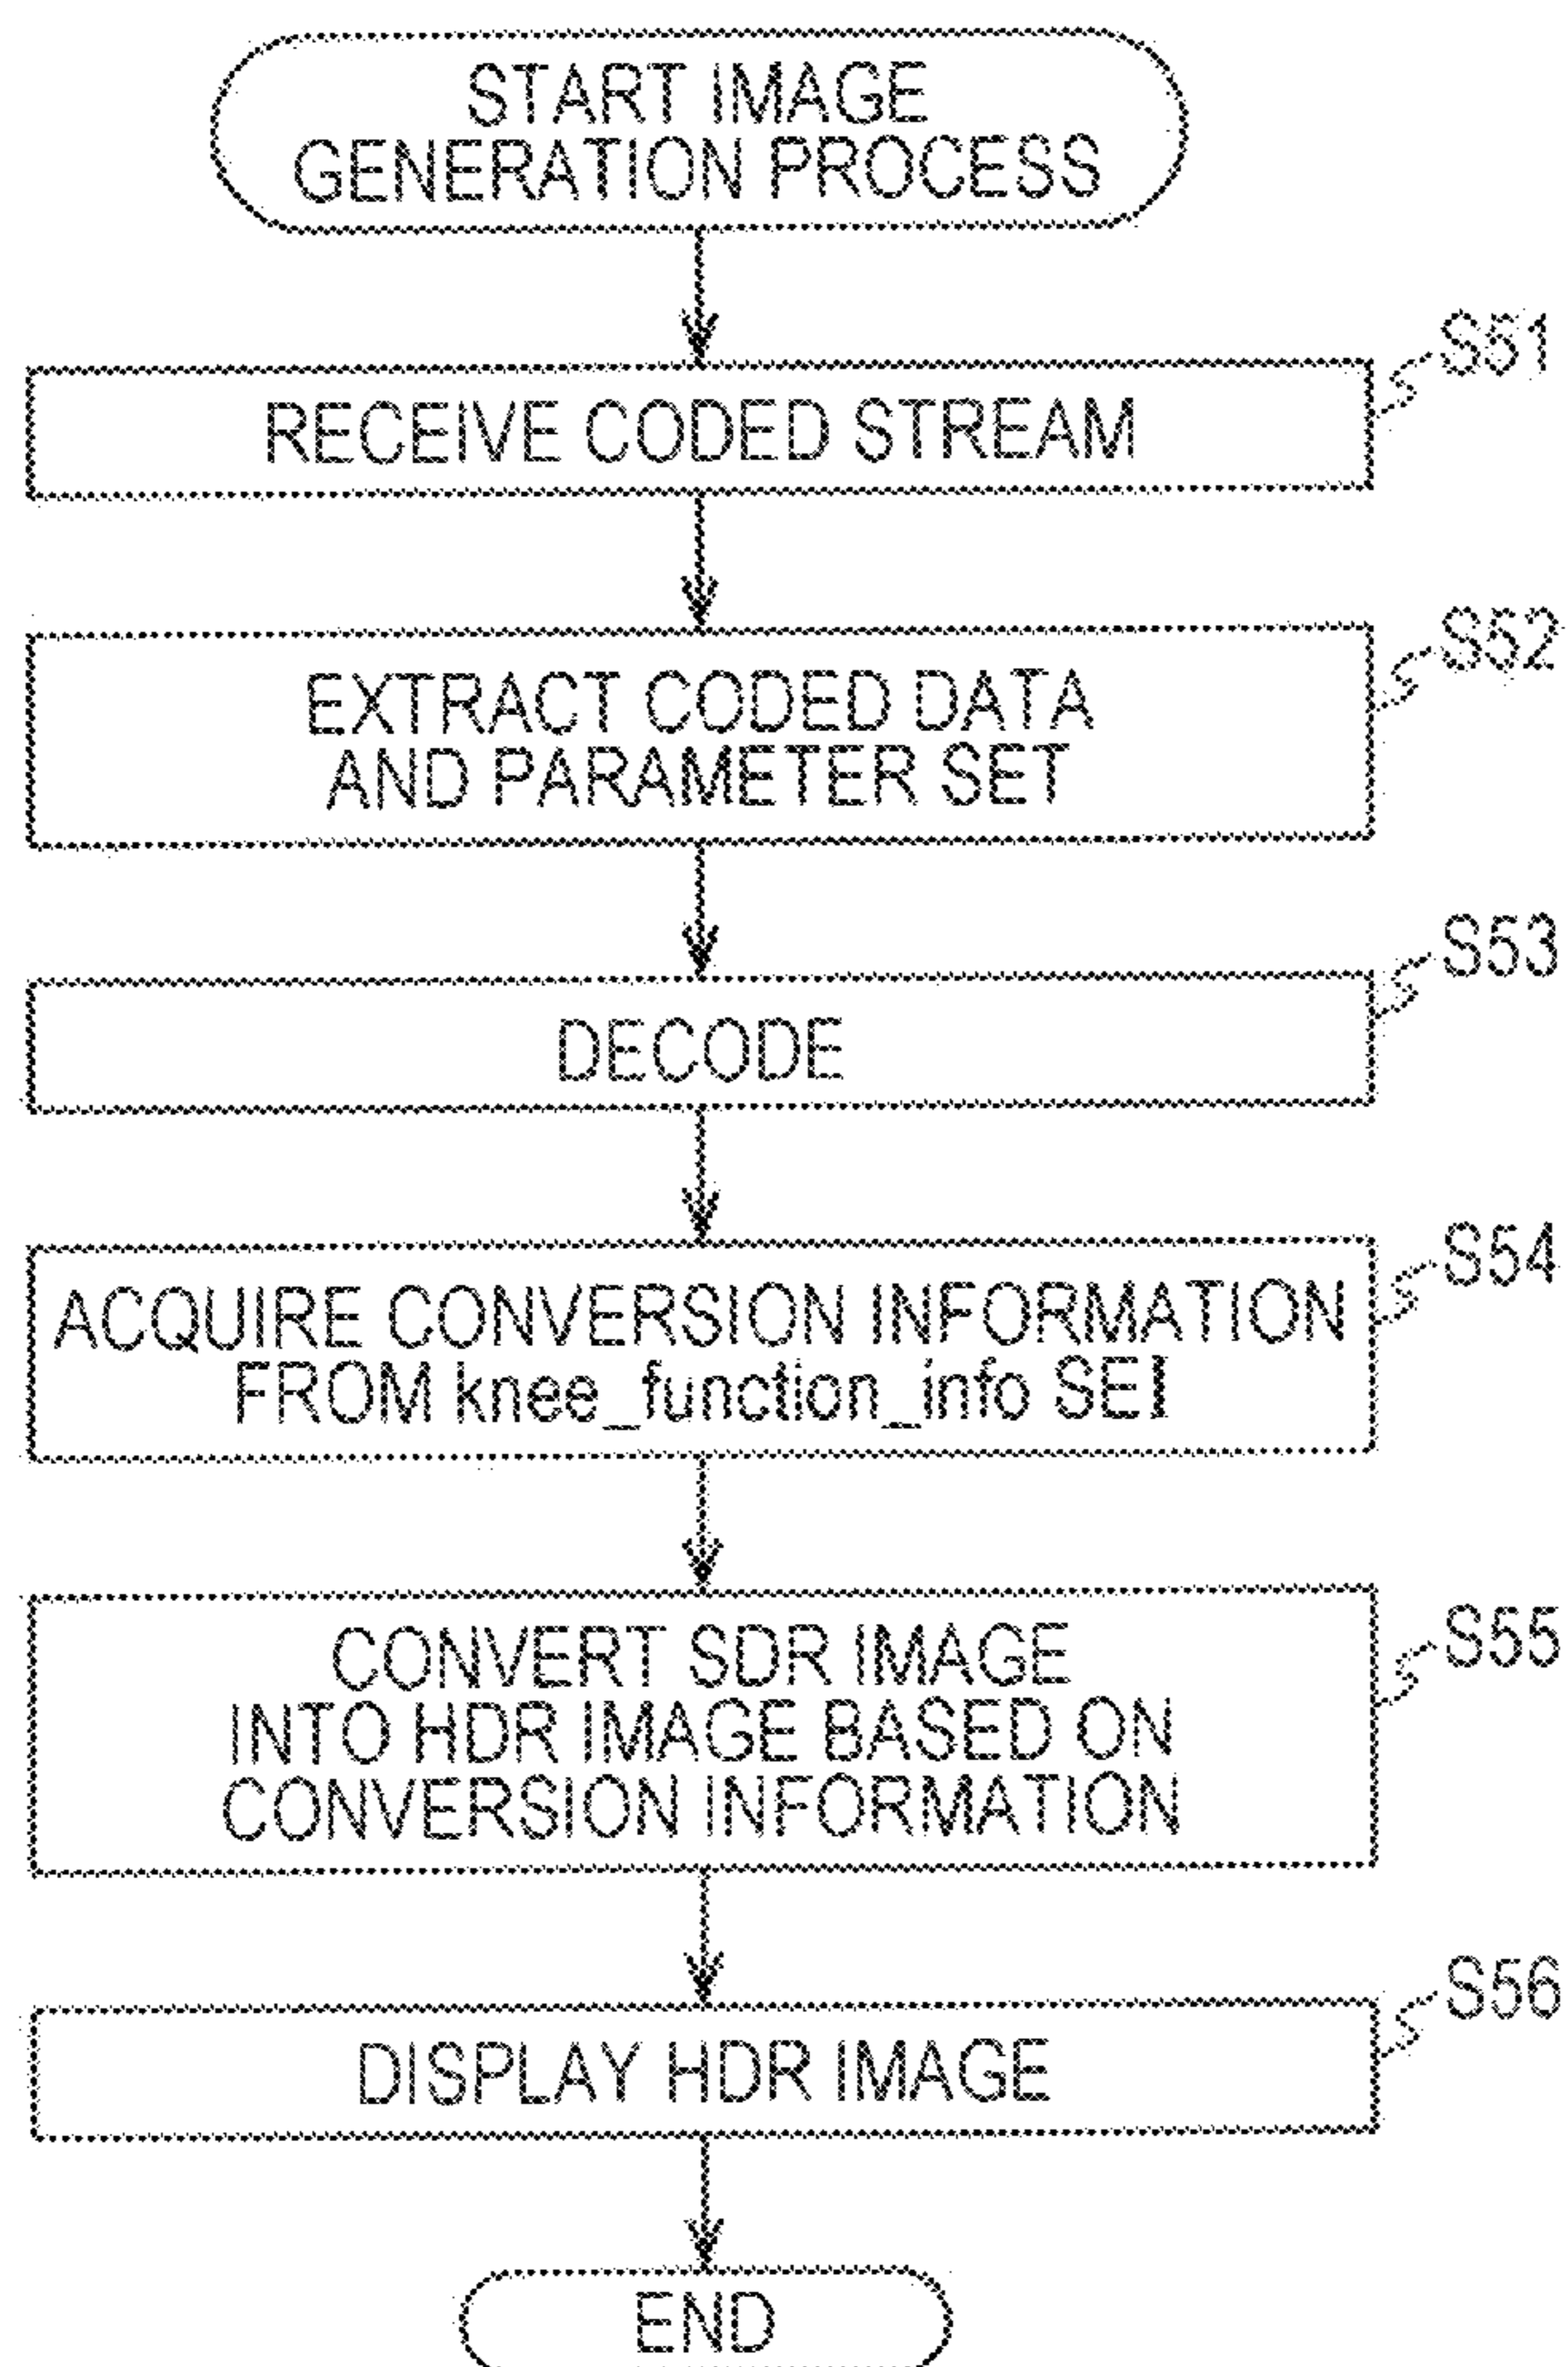 START IMAGE
GENERATION PROCESS
S51
RECEIVE CODED STREAM
S52
EXTRACT CODED DATA
AND PARAMETER SET
S53
DECODE
S54
ACQUIRE CONVERSION INFORMATION
FROM knee_function_info SEI
S55
CONVERT SDR IMAGE
INTO HDR IMAGE BASED ON
CONVERSION INFORMATION
S56
DISPLAY HDR IMAGE
END